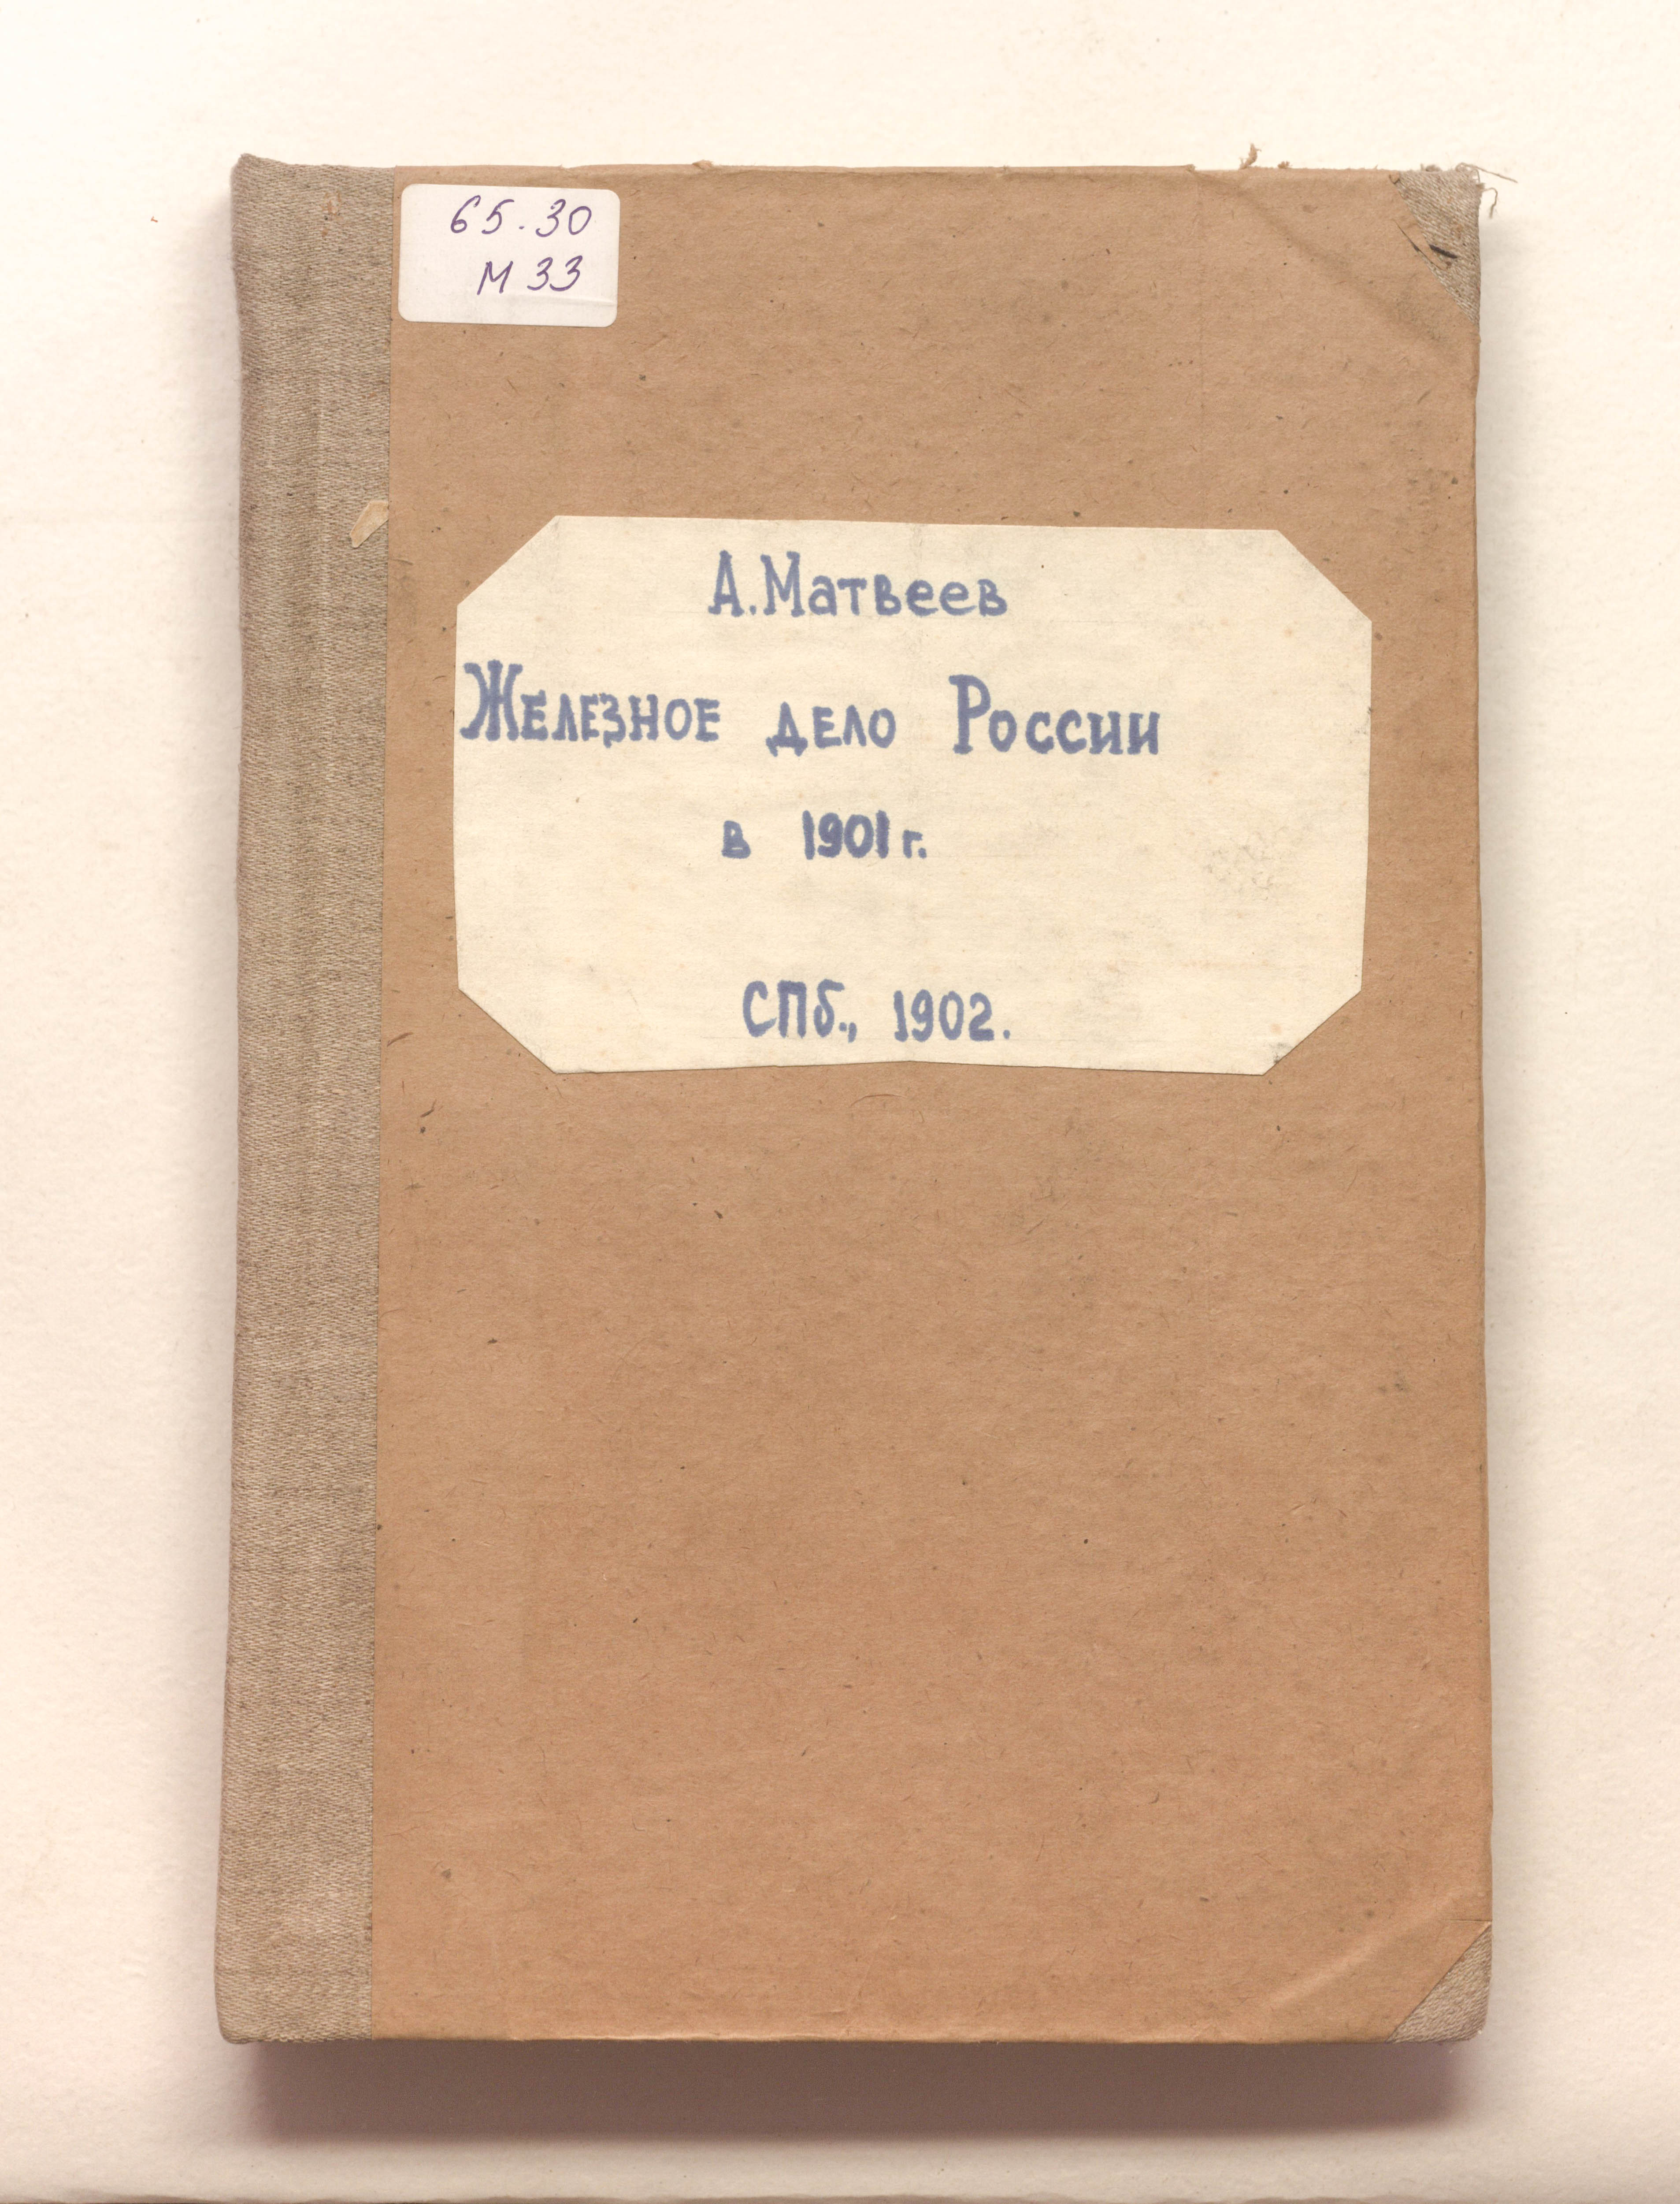 65.30
М 33
А. Матвеев
Железное дело России
в 1901 г.
СПб., 1902.